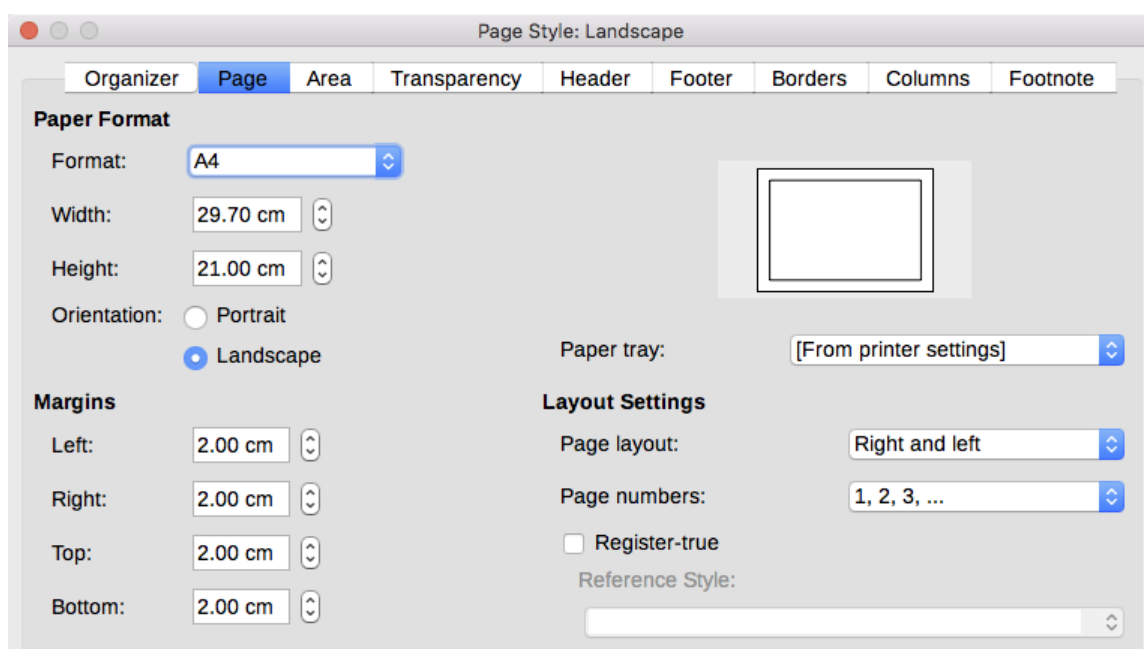 Page Style: Landscape
Organizer Page Area Transparency Header Footer Borders Columns Footnote
Paper Format
Format: A4
Width: 29.70 cm
Height: 21.00 cm
Orientation: Portrait
Landscape
Paper tray: [From printer settings]
Margins
Left: 2.00 cm
Right: 2.00 cm
Top: 2.00 cm
Bottom: 2.00 cm
Layout Settings
Page layout: Right and left
Page numbers: 1, 2, 3, ...
Register-true
Reference Style: